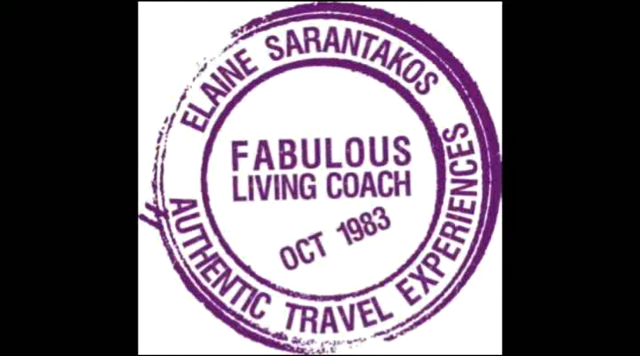 ELAINE SARANTAKOS
FABULOUS
LIVING COACH
OCT 1983
AUTHENTIC TRAVEL EXPERIENCES